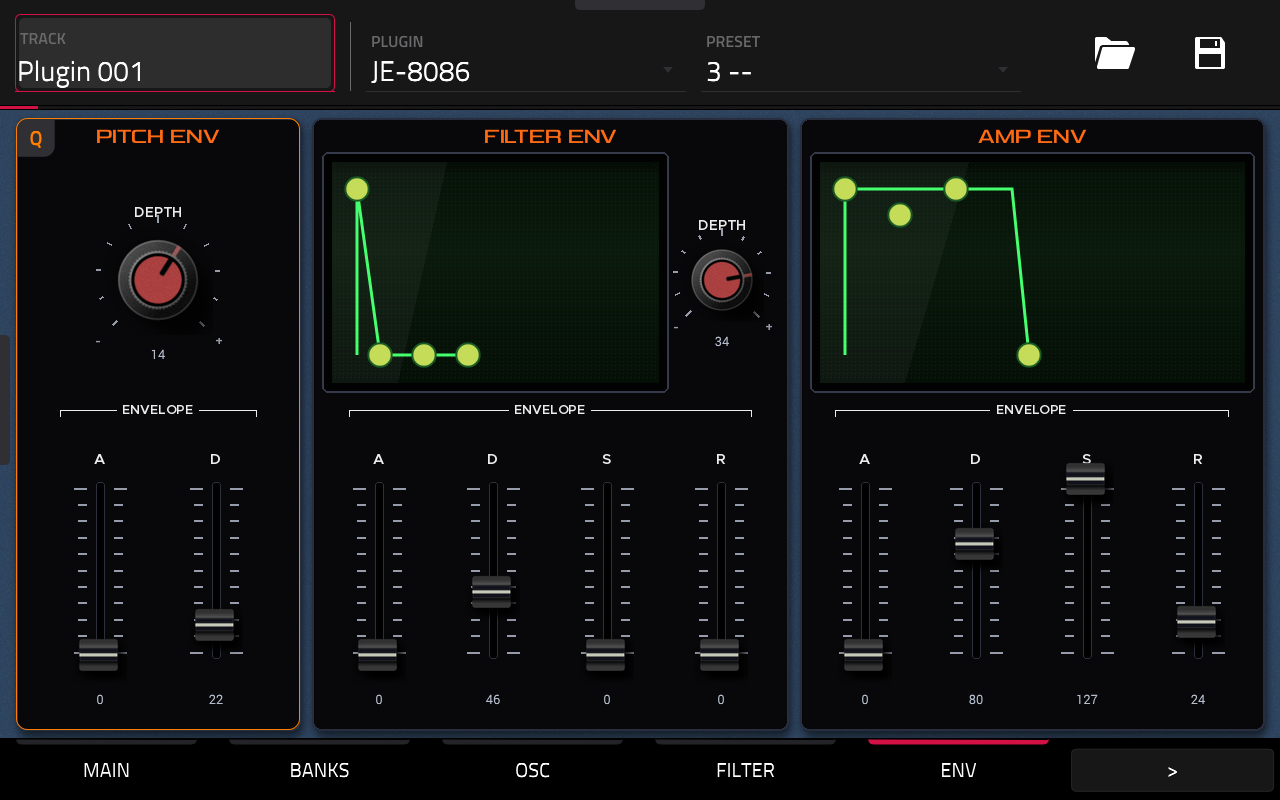 TRACK
Plugin 001
PLUGIN
JE-8086
PRESET
3 --
Q
PITCH ENV
DEPTH
-
+
14
ENVELOPE
A
D
0
22
FILTER ENV
DEPTH
-
+
34
ENVELOPE
A
D
S
R
0
46
0
0
AMP ENV
ENVELOPE
A
D
S
R
0
80
127
24
MAIN
BANKS
OSC
FILTER
ENV
>